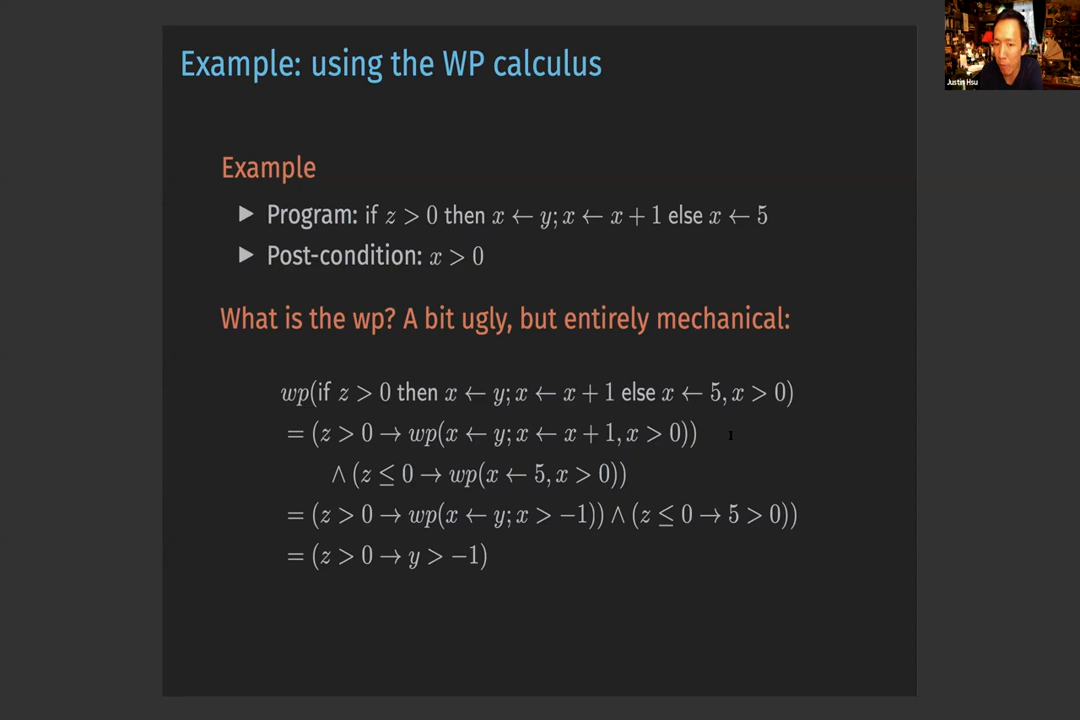 Example: using the WP calculus
Justin Hsu
Example
▶ Program: if z > 0 then x ← y; x ← x + 1 else x ← 5
▶ Post-condition: x > 0
What is the wp? A bit ugly, but entirely mechanical:
wp(if z > 0 then x ← y; x ← x + 1 else x ← 5, x > 0)
= (z > 0 → wp(x ← y; x ← x + 1, x > 0))
∧ (z ≤ 0 → wp(x ← 5, x > 0))
= (z > 0 → wp(x ← y; x > −1)) ∧ (z ≤ 0 → 5 > 0))
= (z > 0 → y > −1)